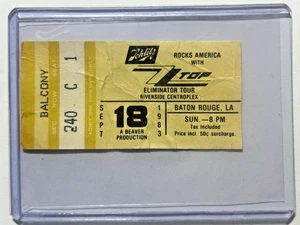 BALCONY
240 C 1
Schlitz
ROCKS AMERICA
WITH
ZZ TOP
ELIMINATOR TOUR
RIVERSIDE CENTROPLEX
SEPT
18
1983
A BEAVER
PRODUCTION
BATON ROUGE, LA
SUN. — 8 PM
Tax Included
Price incl. 50c surcharge.